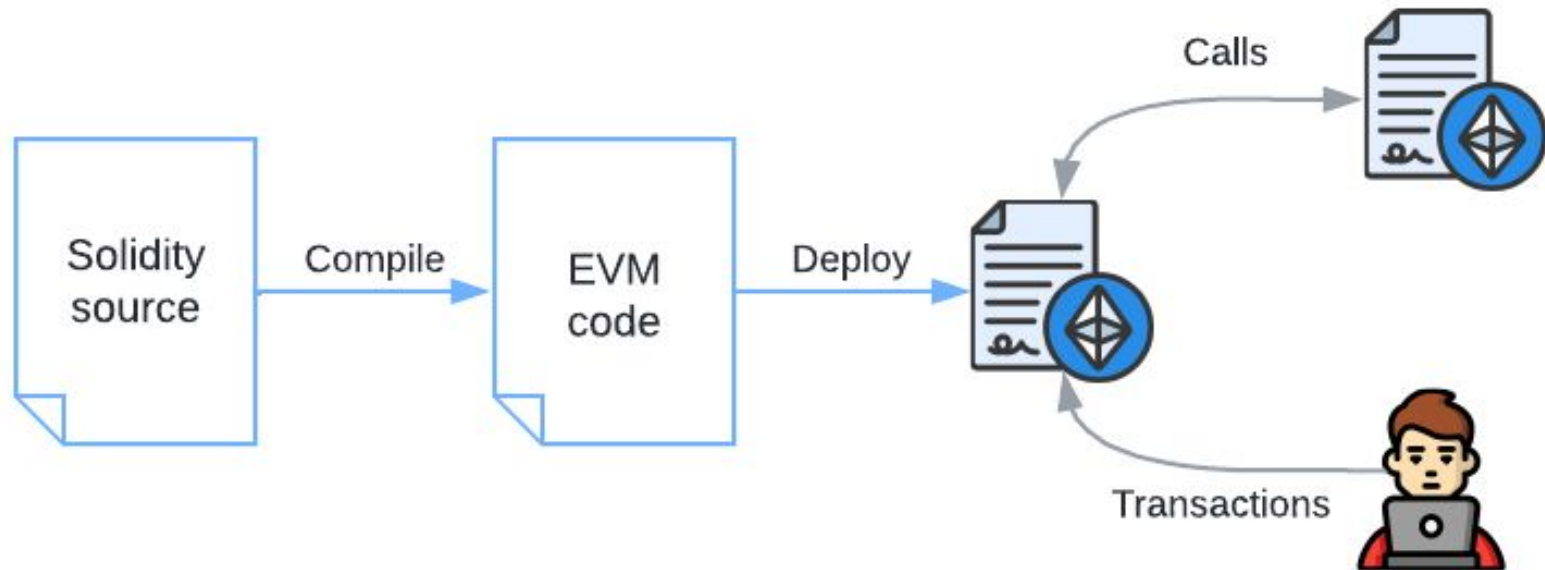 Calls
Solidity
source
Compile
EVM
code
Deploy
Transactions